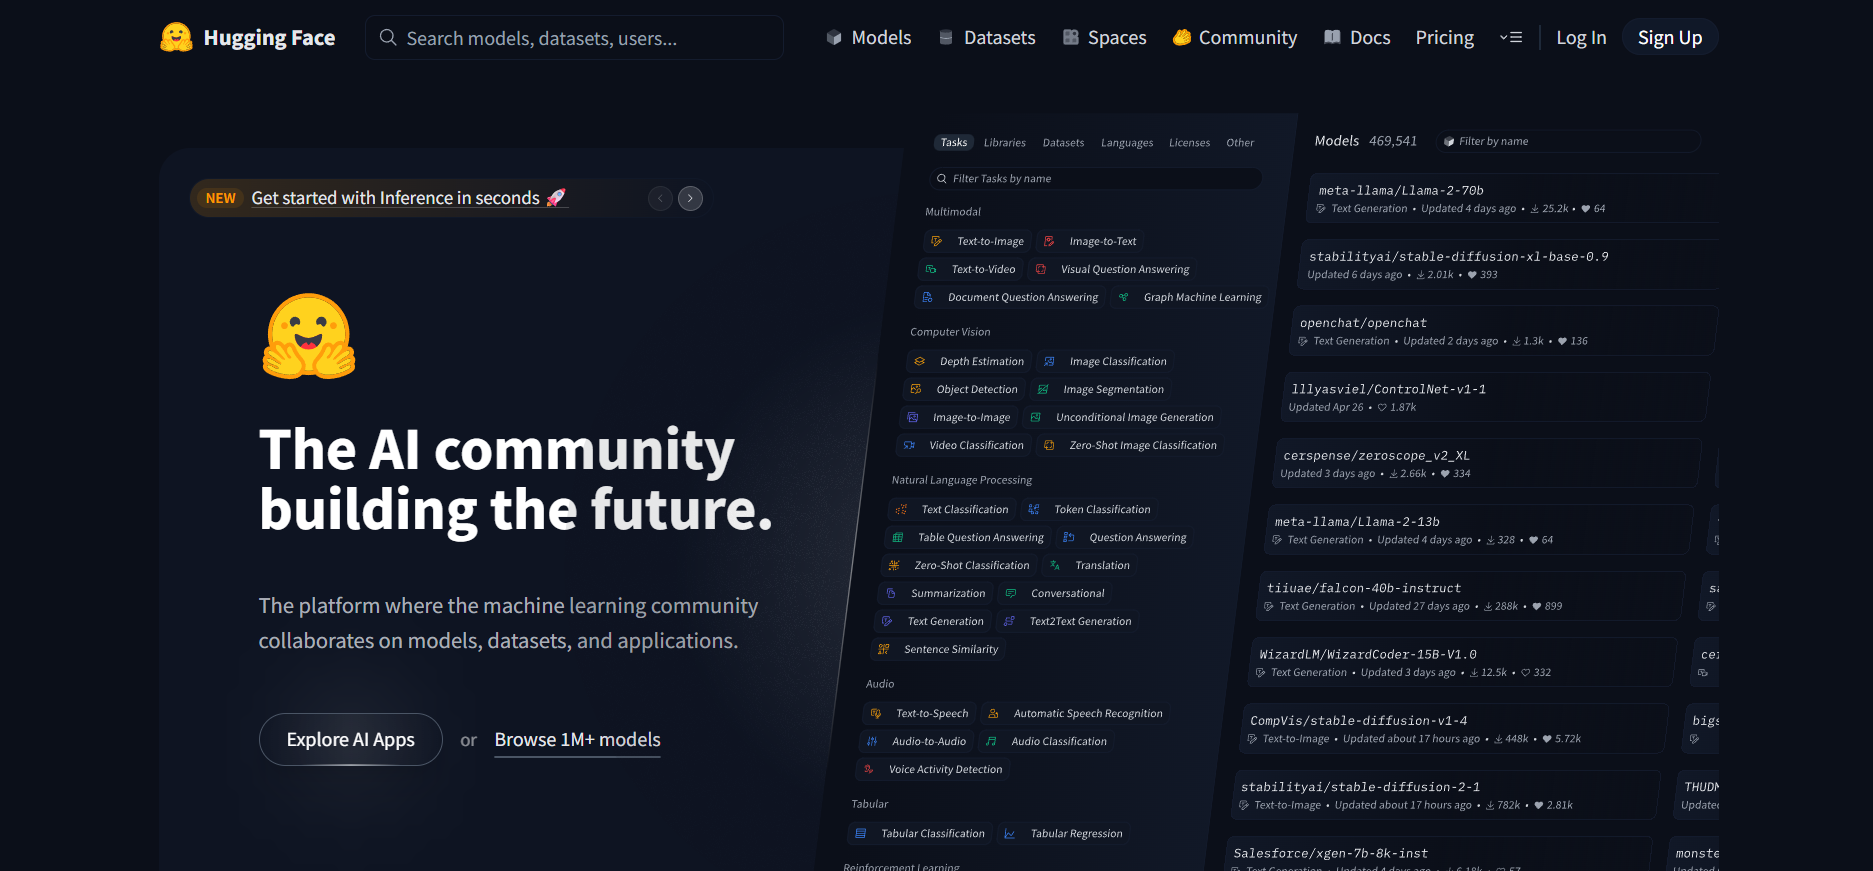 Hugging Face
Search models, datasets, users...
Models
Datasets
Spaces
Community
Docs
Pricing
Log In
Sign Up
NEW Get started with Inference in seconds 🚀
The AI community
building the future.
The platform where the machine learning community
collaborates on models, datasets, and applications.
Explore AI Apps or Browse 1M+ models
Tasks Libraries Datasets Languages Licenses Other
Filter Tasks by name
Multimodal
Text-to-Image Image-to-Text
Text-to-Video Visual Question Answering
Document Question Answering Graph Machine Learning
Computer Vision
Depth Estimation Image Classification
Object Detection Image Segmentation
Image-to-Image Unconditional Image Generation
Video Classification Zero-Shot Image Classification
Natural Language Processing
Text Classification Token Classification
Table Question Answering Question Answering
Zero-Shot Classification Translation
Summarization Conversational
Text Generation Text2Text Generation
Sentence Similarity
Audio
Text-to-Speech Automatic Speech Recognition
Audio-to-Audio Audio Classification
Voice Activity Detection
Tabular
Tabular Classification Tabular Regression
Reinforcement Learning
Models 469,541 Filter by name
meta-llama/Llama-2-70b
Text Generation • Updated 4 days ago • 25.2k • 64
stabilityai/stable-diffusion-xl-base-0.9
Updated 6 days ago • 2.01k • 393
openchat/openchat
Text Generation • Updated 2 days ago • 1.3k • 136
lllyasviel/ControlNet-v1-1
Updated Apr 26 • 1.87k
cerspense/zeroscope_v2_XL
Updated 3 days ago • 2.66k • 334
meta-llama/Llama-2-13b
Text Generation • Updated 4 days ago • 328 • 64
tiiuae/falcon-40b-instruct
Text Generation • Updated 27 days ago • 288k • 899
WizardLM/WizardCoder-15B-V1.0
Text Generation • Updated 3 days ago • 12.5k • 332
CompVis/stable-diffusion-v1-4
Text-to-Image • Updated about 17 hours ago • 448k • 5.72k
stabilityai/stable-diffusion-2-1
Text-to-Image • Updated about 17 hours ago • 782k • 2.81k
Salesforce/xgen-7b-8k-inst
Text Generation • Updated 4 days ago • 6.18k • 57
THUDM
Updated
monste